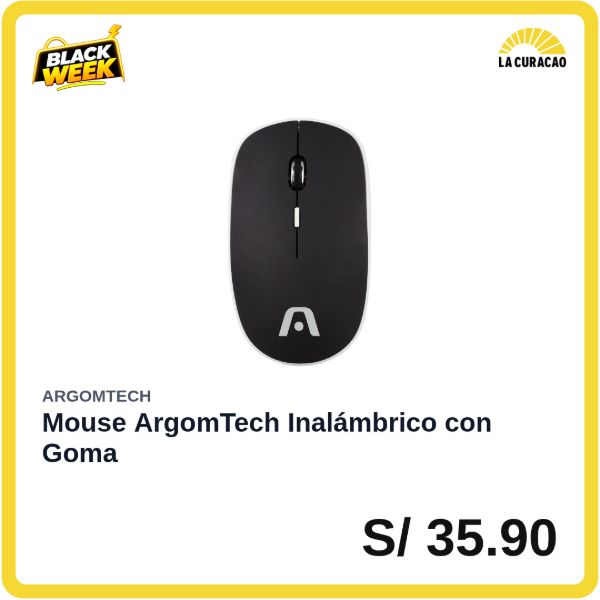 BLACK
WEEK
LA CURACAO
ARGOMTECH
Mouse ArgomTech Inalámbrico con
Goma
S/ 35.90